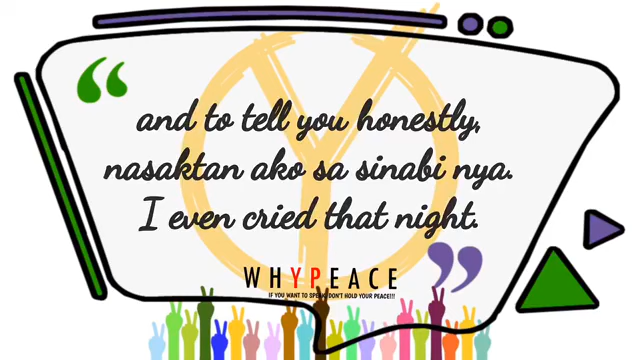 and to tell you honestly,
nasaktan ako sa sinabi nya.
I even cried that night.
WHYPEACE
IF YOU WANT TO SPEAK DON'T HOLD YOUR PEACE!!!